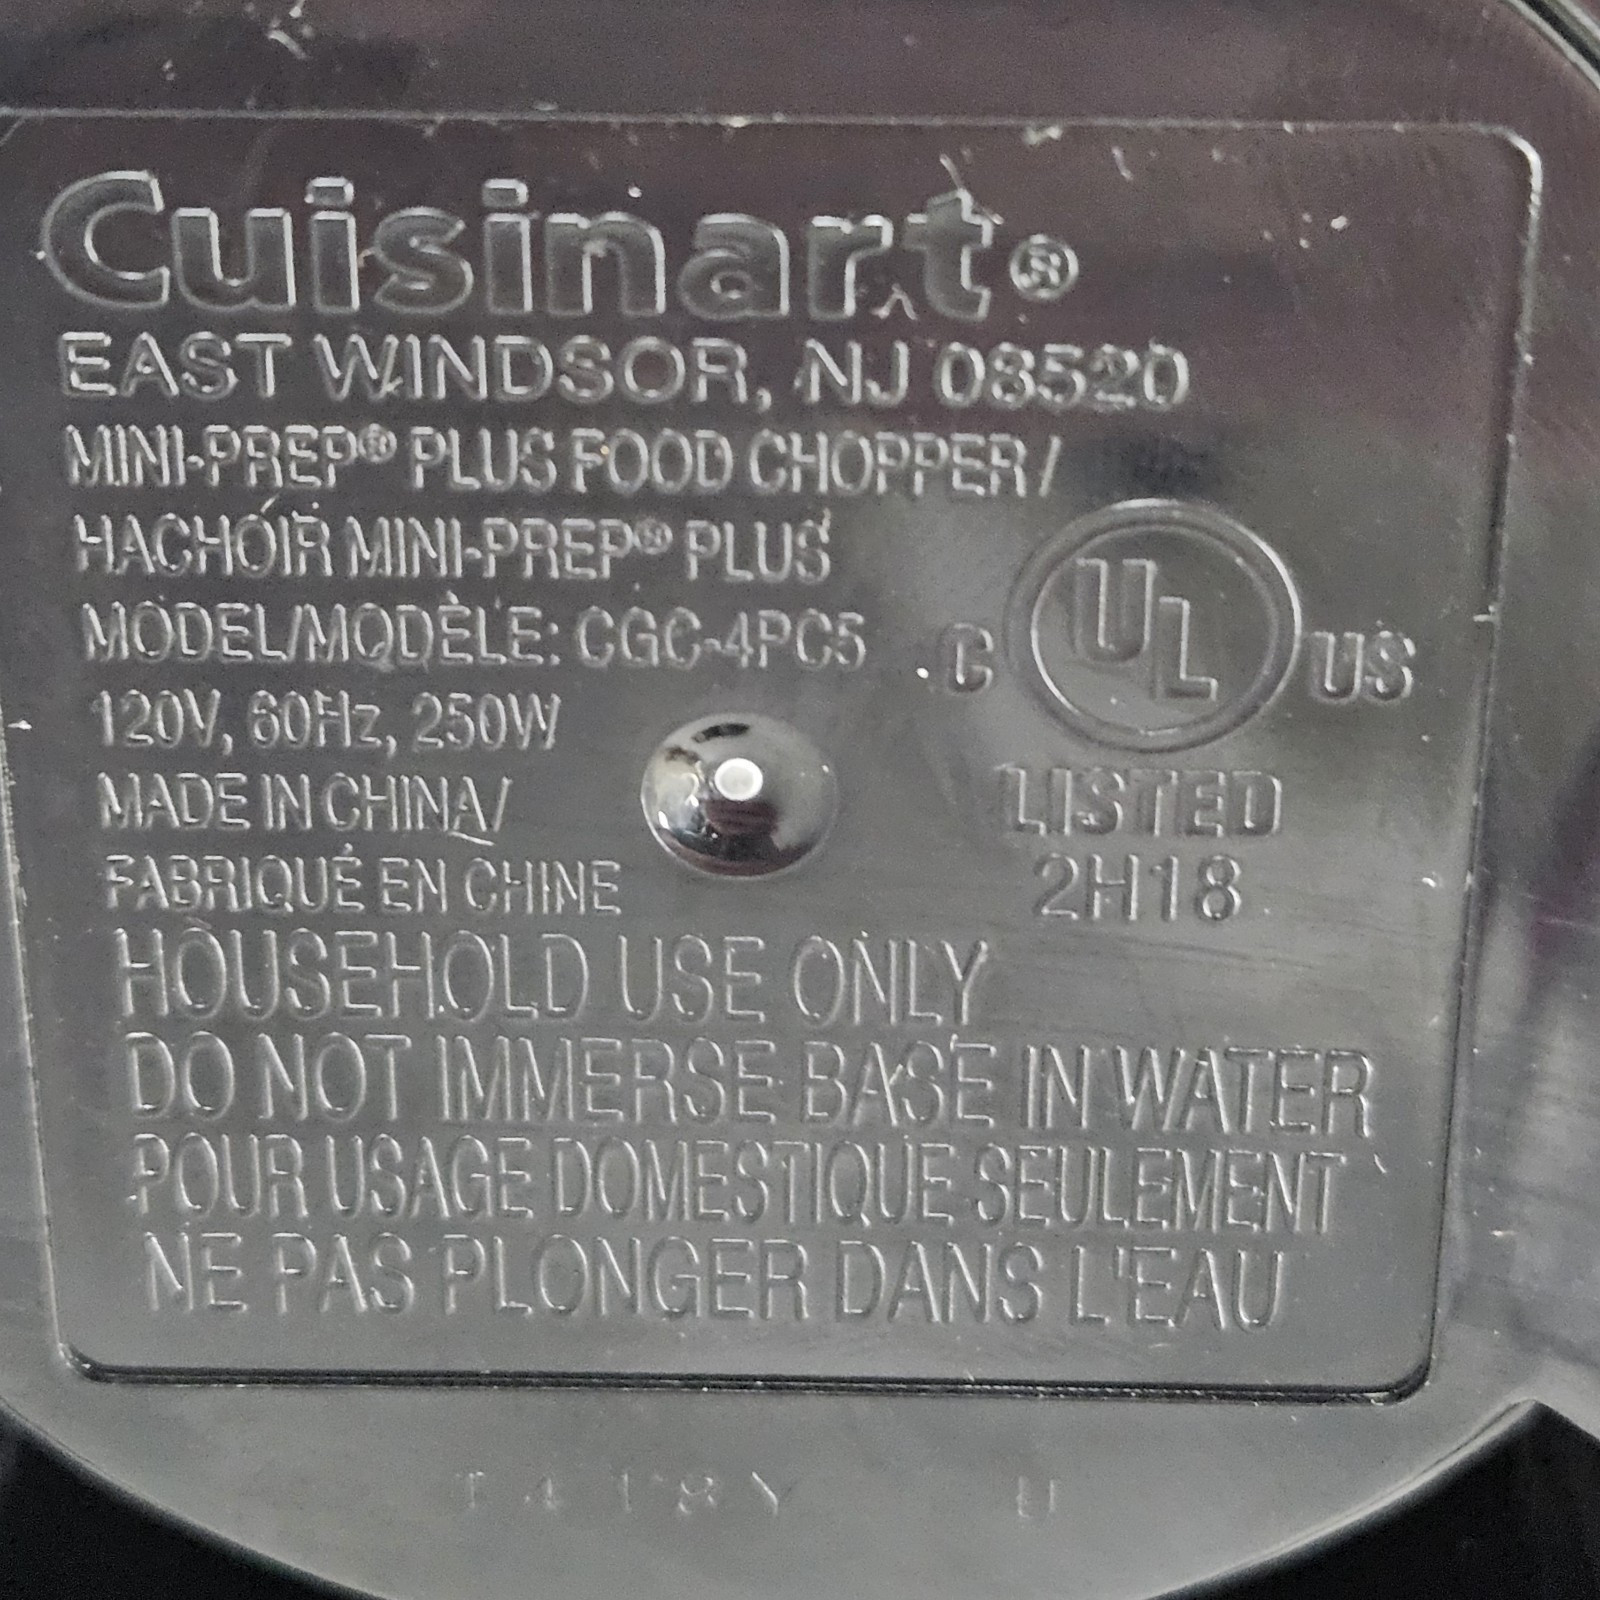 Cuisinart®
EAST WINDSOR, NJ 08520
MINI-PREP® PLUS FOOD CHOPPER/
HACHOIR MINI-PREP® PLUS
MODEL/MODÈLE: CGC-4PC5
120V, 60Hz, 250W
MADE IN CHINA/
FABRIQUÉ EN CHINE
C UL US
LISTED
2H18
HOUSEHOLD USE ONLY
DO NOT IMMERSE BASE IN WATER
POUR USAGE DOMESTIQUE SEULEMENT
NE PAS PLONGER DANS L'EAU